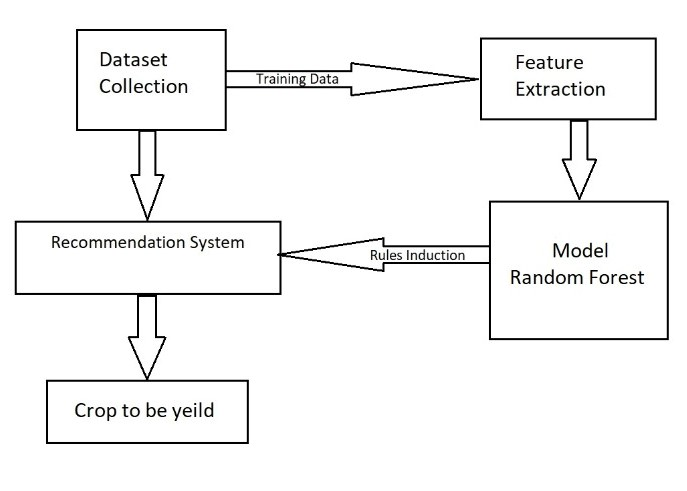 Dataset
Collection
Training Data
Feature
Extraction
Recommendation System
Rules Induction
Model
Random Forest
Crop to be yeild